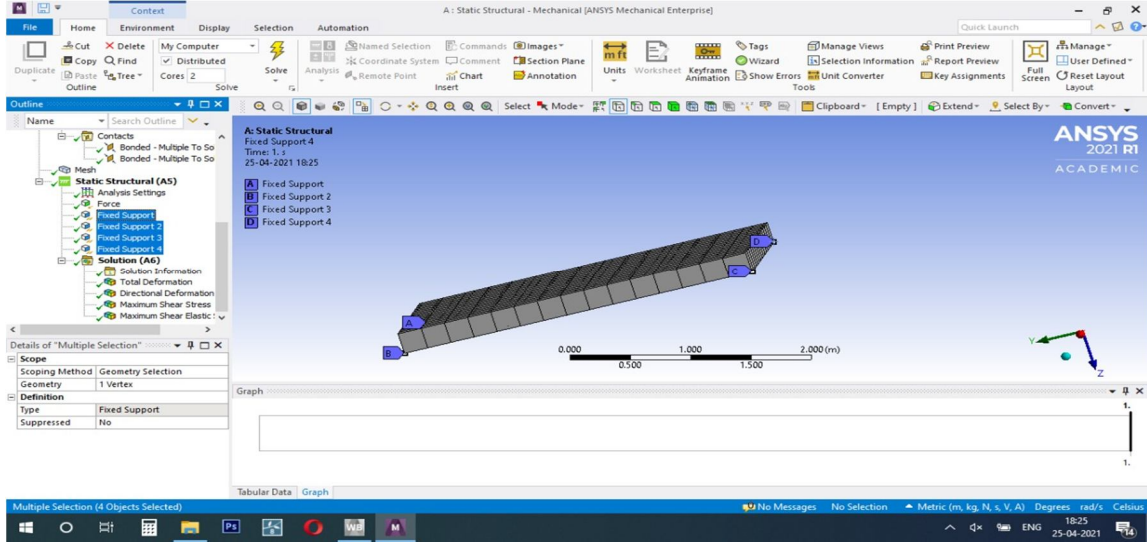 Context
A : Static Structural - Mechanical [ANSYS Mechanical Enterprise]
File Home Environment Display Selection Automation
Quick Launch
Duplicate
Cut
Copy
Paste
Delete
Find
Tree
Outline
My Computer
Distributed
Cores 2
Solve
Solve
Analysis
Named Selection
Coordinate System
Remote Point
Commands
Comment
Chart
Images
Section Plane
Annotation
Insert
Units
Worksheet
Keyframe Animation
Tags
Wizard
Show Errors
Manage Views
Selection Information
Unit Converter
Print Preview
Report Preview
Key Assignments
Tools
Full Screen
Manage
User Defined
Reset Layout
Layout
Outline
Name Search Outline
Select Mode Clipboard [ Empty ] Extend Select By Convert
Contacts
Bonded - Multiple To So
Bonded - Multiple To So
Mesh
Static Structural (A5)
Analysis Settings
Force
Fixed Support
Fixed Support 2
Fixed Support 3
Fixed Support 4
Solution (A6)
Solution Information
Total Deformation
Directional Deformation
Maximum Shear Stress
Maximum Shear Elastic
Details of "Multiple Selection"
Scope
Scoping Method Geometry Selection
Geometry 1 Vertex
Definition
Type Fixed Support
Suppressed No
A: Static Structural
Fixed Support 4
Time: 1. s
25-04-2021 18:25
A Fixed Support
B Fixed Support 2
C Fixed Support 3
D Fixed Support 4
ANSYS
2021 R1
ACADEMIC
D
C
A
B
0.000 1.000 2.000 (m)
0.500 1.500
Y
Z
Graph
1.
1.
Tabular Data Graph
Multiple Selection (4 Objects Selected) No Messages No Selection Metric (m, kg, N, s, V, A) Degrees rad/s Celsius
Ps
WB
M
ENG
18:25
25-04-2021
14